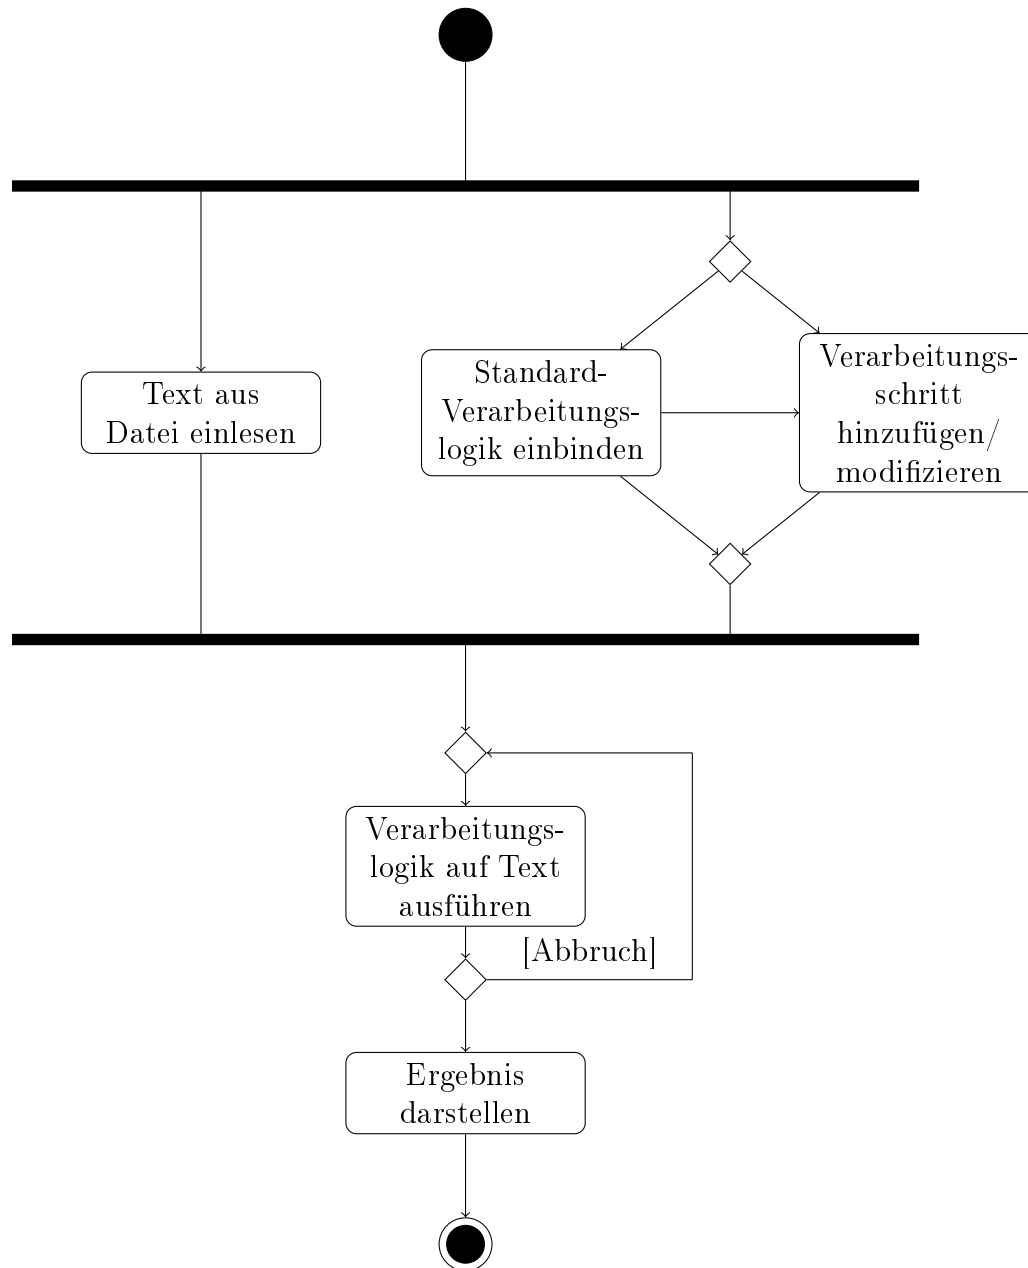 Text aus
Datei einlesen
Standard-
Verarbeitungs-
logik einbinden
Verarbeitungs-
schritt
hinzufügen/
modifizieren
Verarbeitungs-
logik auf Text
ausführen
[Abbruch]
Ergebnis
darstellen